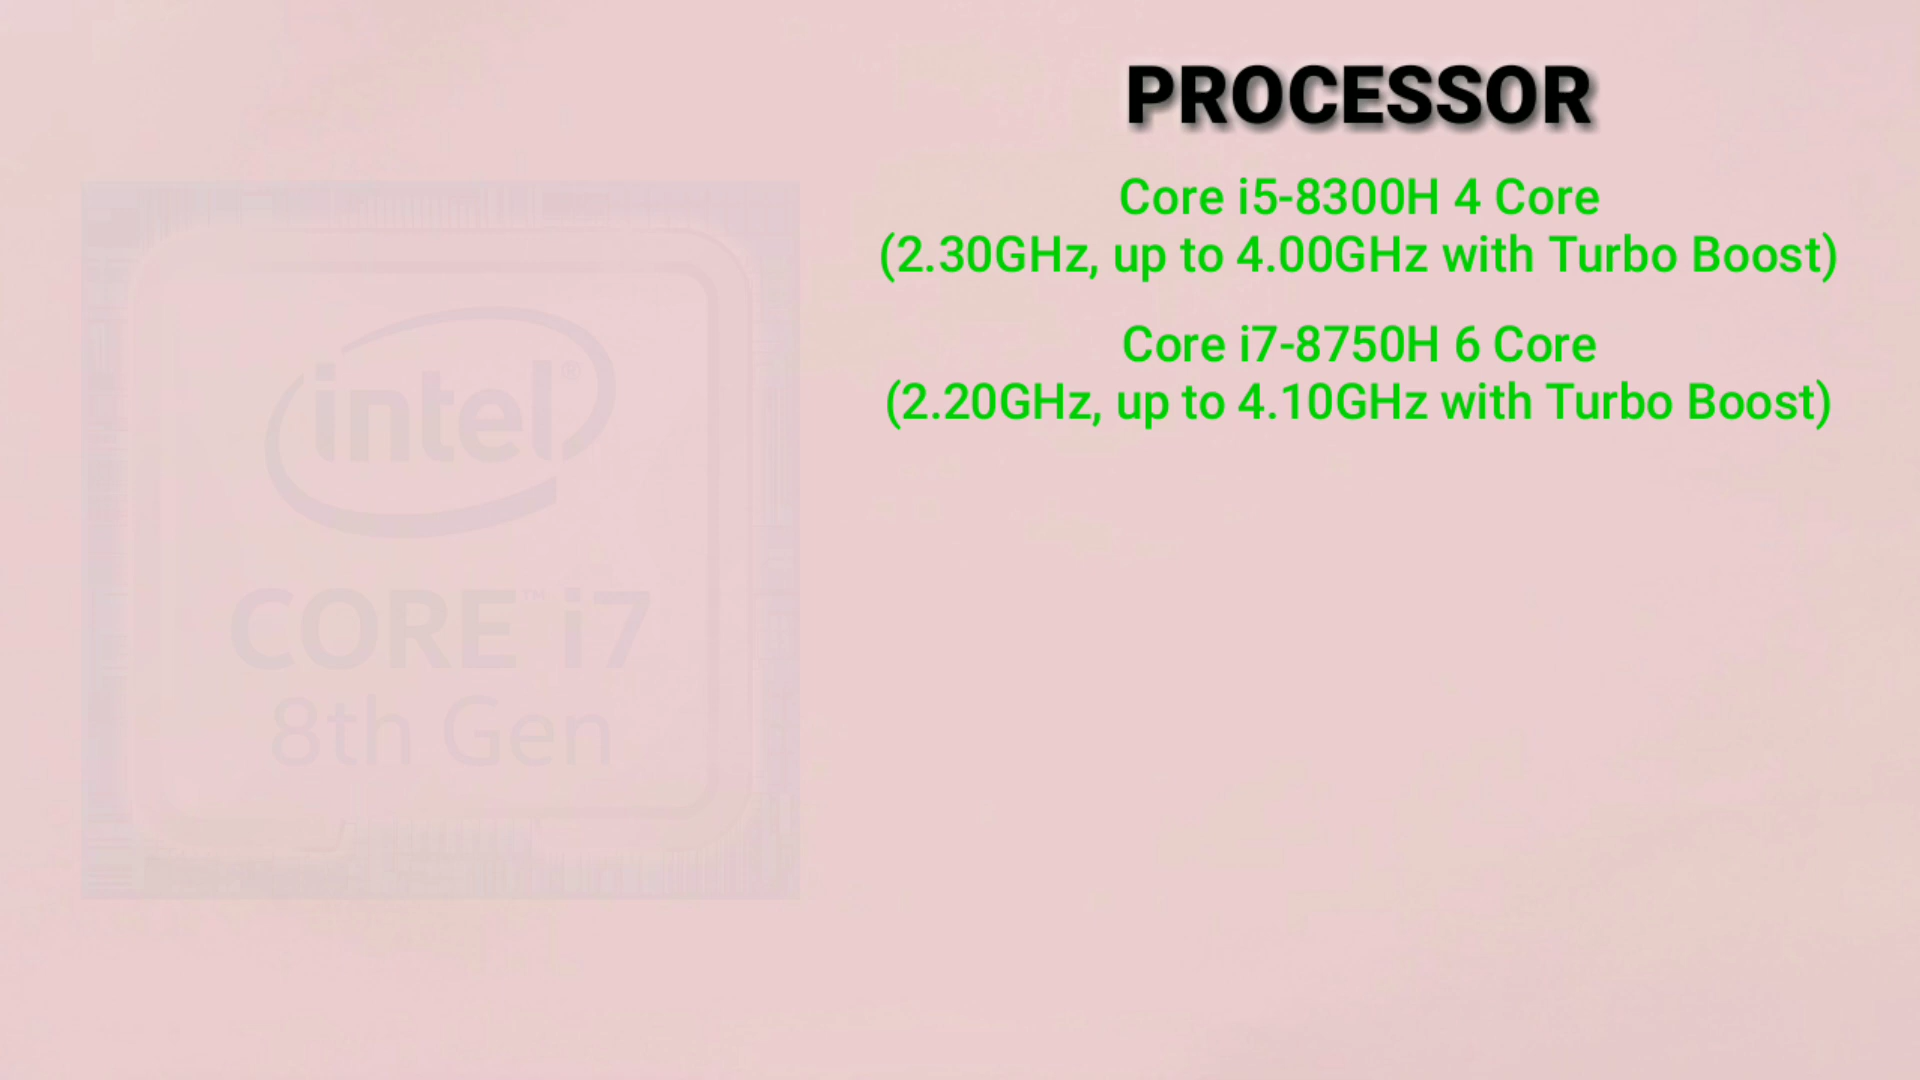 PROCESSOR
Core i5-8300H 4 Core
(2.30GHz, up to 4.00GHz with Turbo Boost)
Core i7-8750H 6 Core
(2.20GHz, up to 4.10GHz with Turbo Boost)
intel®
CORE™ i7
8th Gen